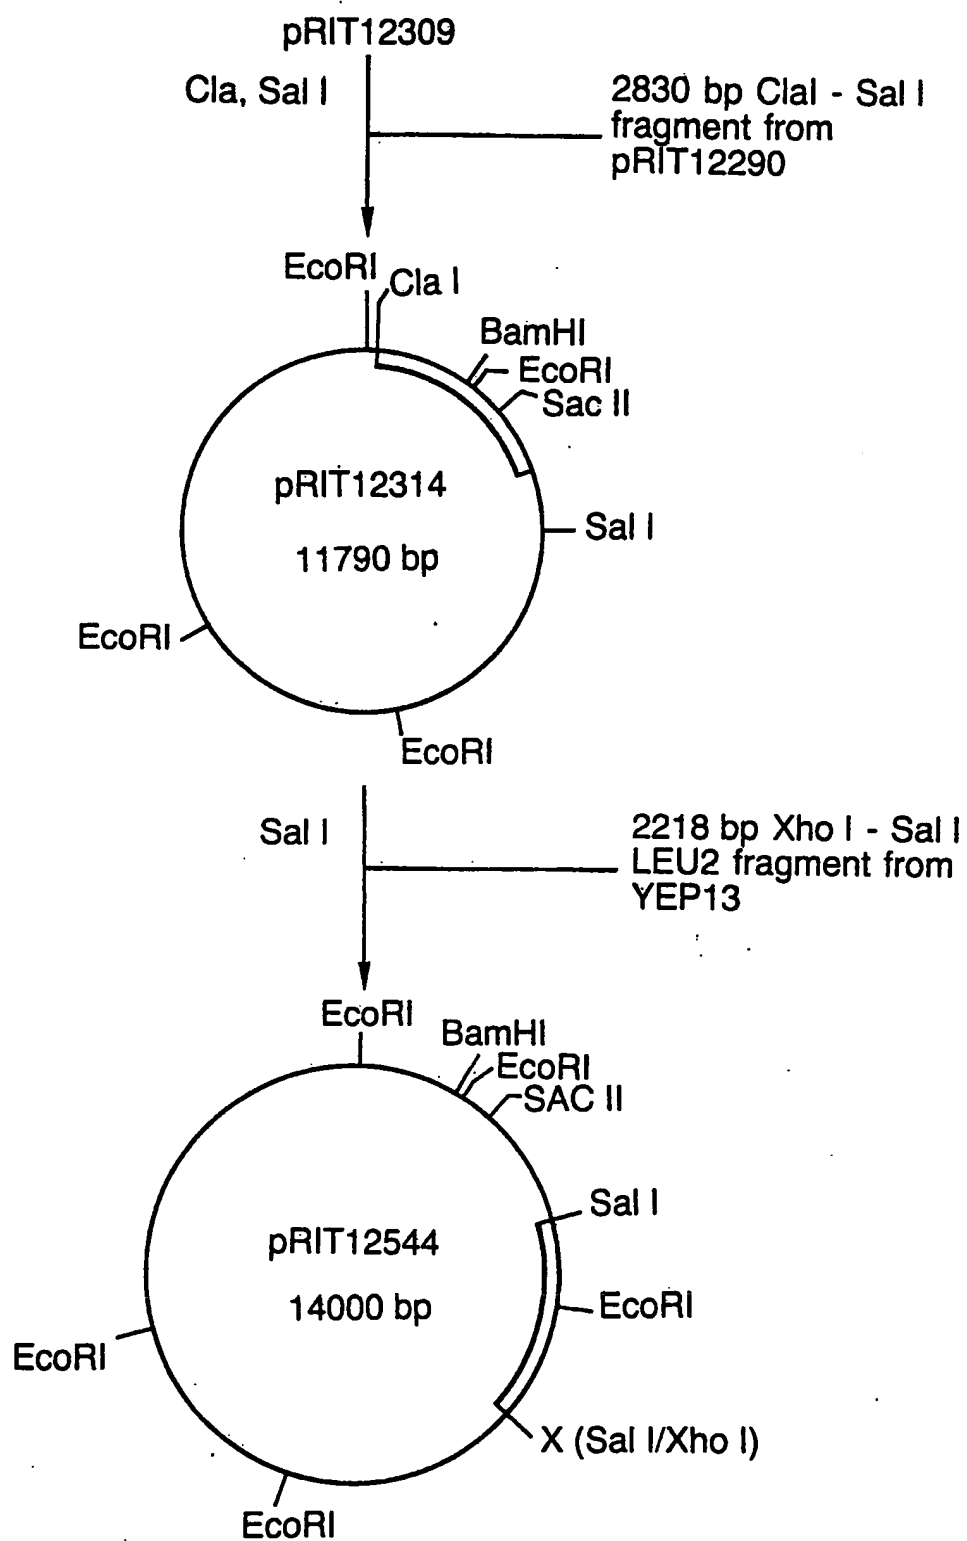 pRIT12309
Cla, Sal I
2830 bp ClaI - Sal I
fragment from
pRIT12290
EcoRI
Cla I
BamHI
EcoRI
Sac II
pRIT12314
11790 bp
Sal I
EcoRI
EcoRI
Sal I
2218 bp Xho I - Sal I
LEU2 fragment from
YEP13
EcoRI
BamHI
EcoRI
SAC II
Sal I
pRIT12544
14000 bp
EcoRI
EcoRI
X (Sal I/Xho I)
EcoRI